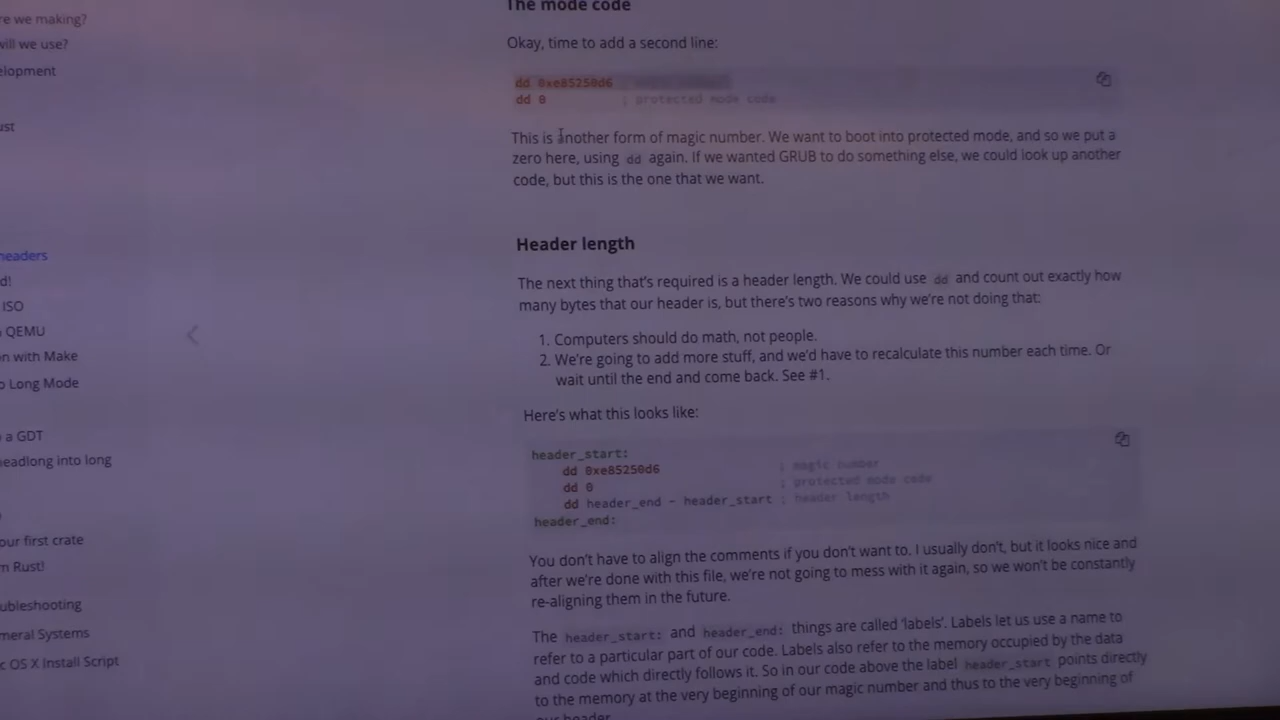 re we making?
will we use?
elopment
ust
headers
d!
ISO
QEMU
n with Make
o Long Mode
a GDT
headlong into long
our first crate
n Rust!
ubleshooting
meral Systems
c OS X Install Script
The mode code
Okay, time to add a second line:
dd 0xe85250d6
dd 0 ; protected mode code
This is another form of magic number. We want to boot into protected mode, and so we put a
zero here, using dd again. If we wanted GRUB to do something else, we could look up another
code, but this is the one that we want.
Header length
The next thing that's required is a header length. We could use dd and count out exactly how
many bytes that our header is, but there's two reasons why we're not doing that:
1. Computers should do math, not people.
2. We're going to add more stuff, and we'd have to recalculate this number each time. Or
wait until the end and come back. See #1.
Here's what this looks like:
header_start:
dd 0xe85250d6 ; magic number
dd 0 ; protected mode code
dd header_end - header_start ; header length
header_end:
You don't have to align the comments if you don't want to. I usually don't, but it looks nice and
after we're done with this file, we're not going to mess with it again, so we won't be constantly
re-aligning them in the future.
The header_start: and header_end: things are called 'labels'. Labels let us use a name to
refer to a particular part of our code. Labels also refer to the memory occupied by the data
and code which directly follows it. So in our code above the label header_start points directly
to the memory at the very beginning of our magic number and thus to the very beginning of
our header.